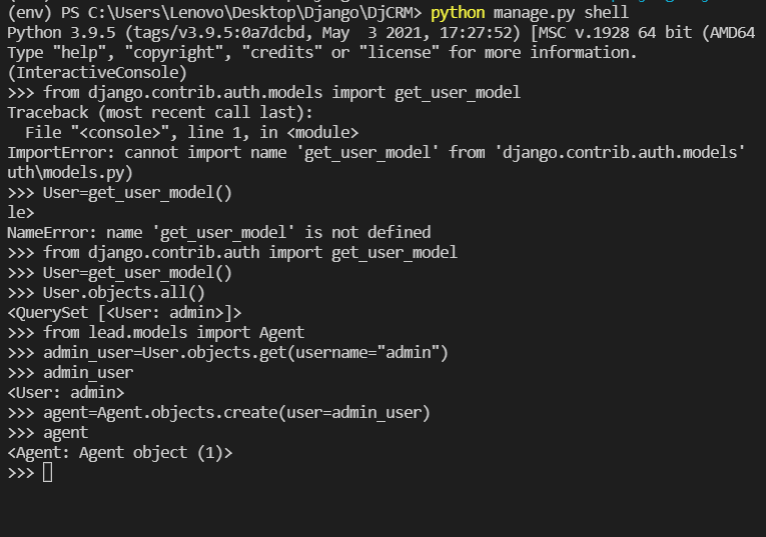 (env) PS C:\Users\Lenovo\Desktop\Django\DjCRM> python manage.py shell
Python 3.9.5 (tags/v3.9.5:0a7dcbd, May  3 2021, 17:27:52) [MSC v.1928 64 bit (AMD64
Type "help", "copyright", "credits" or "license" for more information.
(InteractiveConsole)
>>> from django.contrib.auth.models import get_user_model
Traceback (most recent call last):
  File "<console>", line 1, in <module>
ImportError: cannot import name 'get_user_model' from 'django.contrib.auth.models'
uth\models.py)
>>> User=get_user_model()
le>
NameError: name 'get_user_model' is not defined
>>> from django.contrib.auth import get_user_model
>>> User=get_user_model()
>>> User.objects.all()
<QuerySet [<User: admin>]>
>>> from lead.models import Agent
>>> admin_user=User.objects.get(username="admin")
>>> admin_user
<User: admin>
>>> agent=Agent.objects.create(user=admin_user)
>>> agent
<Agent: Agent object (1)>
>>>